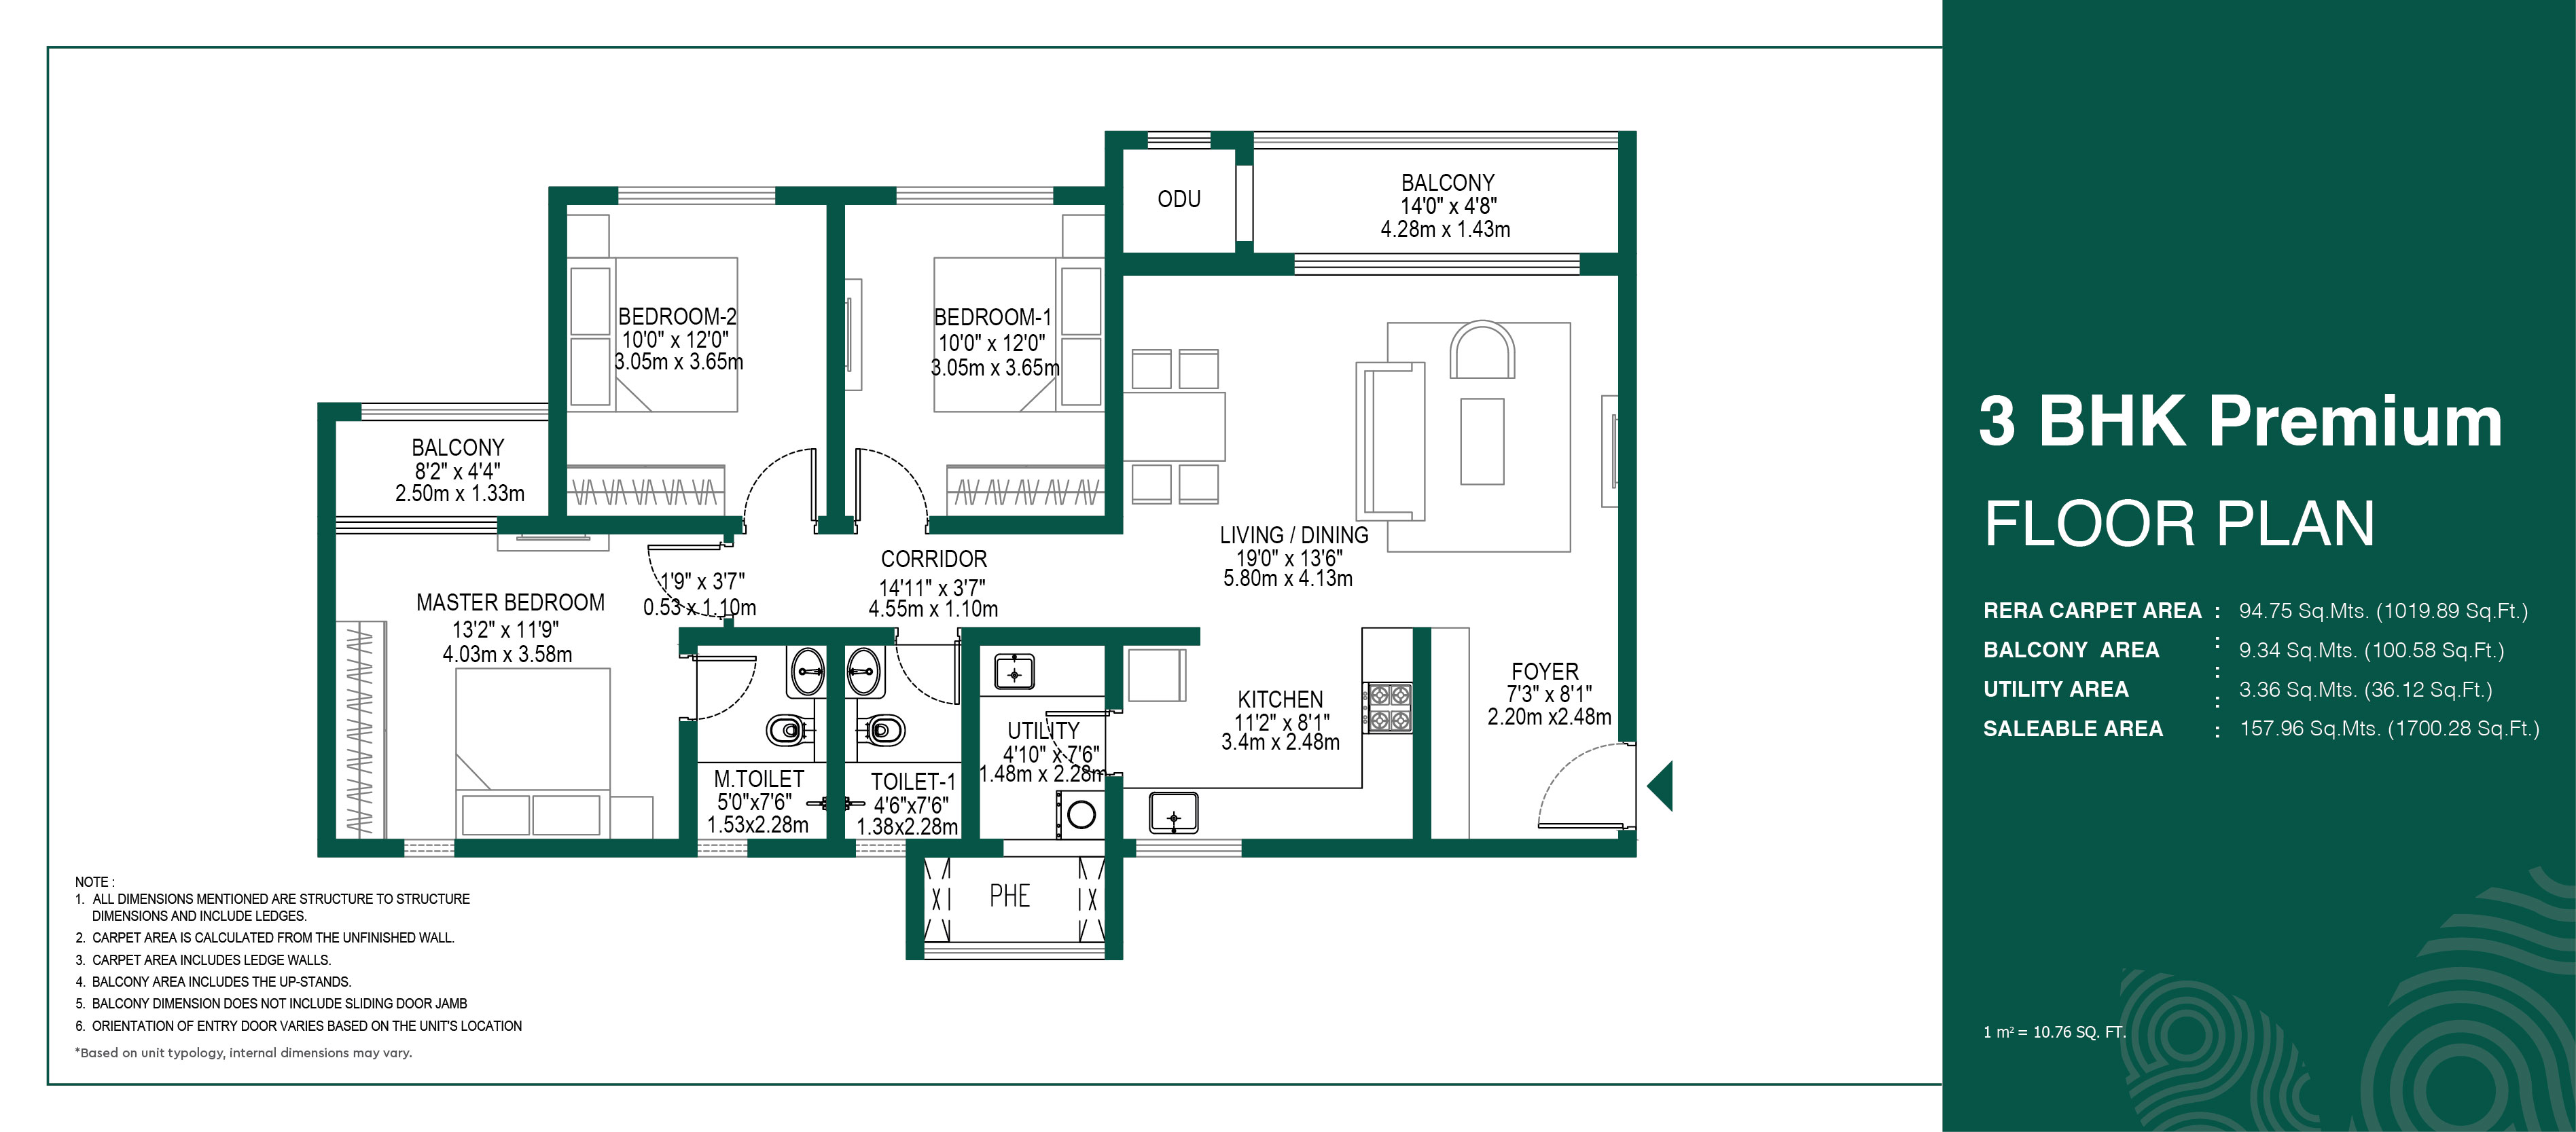 ODU
BALCONY
14'0" x 4'8"
4.28m x 1.43m
BEDROOM-2
10'0" x 12'0"
3.05m x 3.65m
BEDROOM-1
10'0" x 12'0"
3.05m x 3.65m
BALCONY
8'2" x 4'4"
2.50m x 1.33m
LIVING / DINING
19'0" x 13'6"
5.80m x 4.13m
CORRIDOR
14'11" x 3'7"
4.55m x 1.10m
1'9" x 3'7"
0.53 x 1.10m
MASTER BEDROOM
13'2" x 11'9"
4.03m x 3.58m
FOYER
7'3" x 8'1"
2.20m x2.48m
KITCHEN
11'2" x 8'1"
3.4m x 2.48m
UTILITY
4'10" x 7'6"
1.48m x 2.28m
M.TOILET
5'0"x7'6"
1.53x2.28m
TOILET-1
4'6"x7'6"
1.38x2.28m
PHE
NOTE :
1. ALL DIMENSIONS MENTIONED ARE STRUCTURE TO STRUCTURE
DIMENSIONS AND INCLUDE LEDGES.
2. CARPET AREA IS CALCULATED FROM THE UNFINISHED WALL.
3. CARPET AREA INCLUDES LEDGE WALLS.
4. BALCONY AREA INCLUDES THE UP-STANDS.
5. BALCONY DIMENSION DOES NOT INCLUDE SLIDING DOOR JAMB
6. ORIENTATION OF ENTRY DOOR VARIES BASED ON THE UNIT'S LOCATION
*Based on unit typology, internal dimensions may vary.
3 BHK Premium
FLOOR PLAN
RERA CARPET AREA : 94.75 Sq.Mts. (1019.89 Sq.Ft.)
BALCONY AREA : 9.34 Sq.Mts. (100.58 Sq.Ft.)
UTILITY AREA : 3.36 Sq.Mts. (36.12 Sq.Ft.)
SALEABLE AREA : 157.96 Sq.Mts. (1700.28 Sq.Ft.)
1 m² = 10.76 SQ. FT.